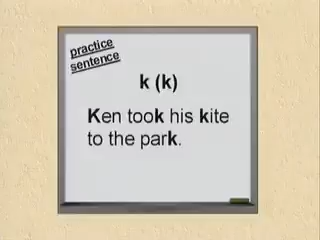 practice
sentence
k (k)
Ken took his kite
to the park.